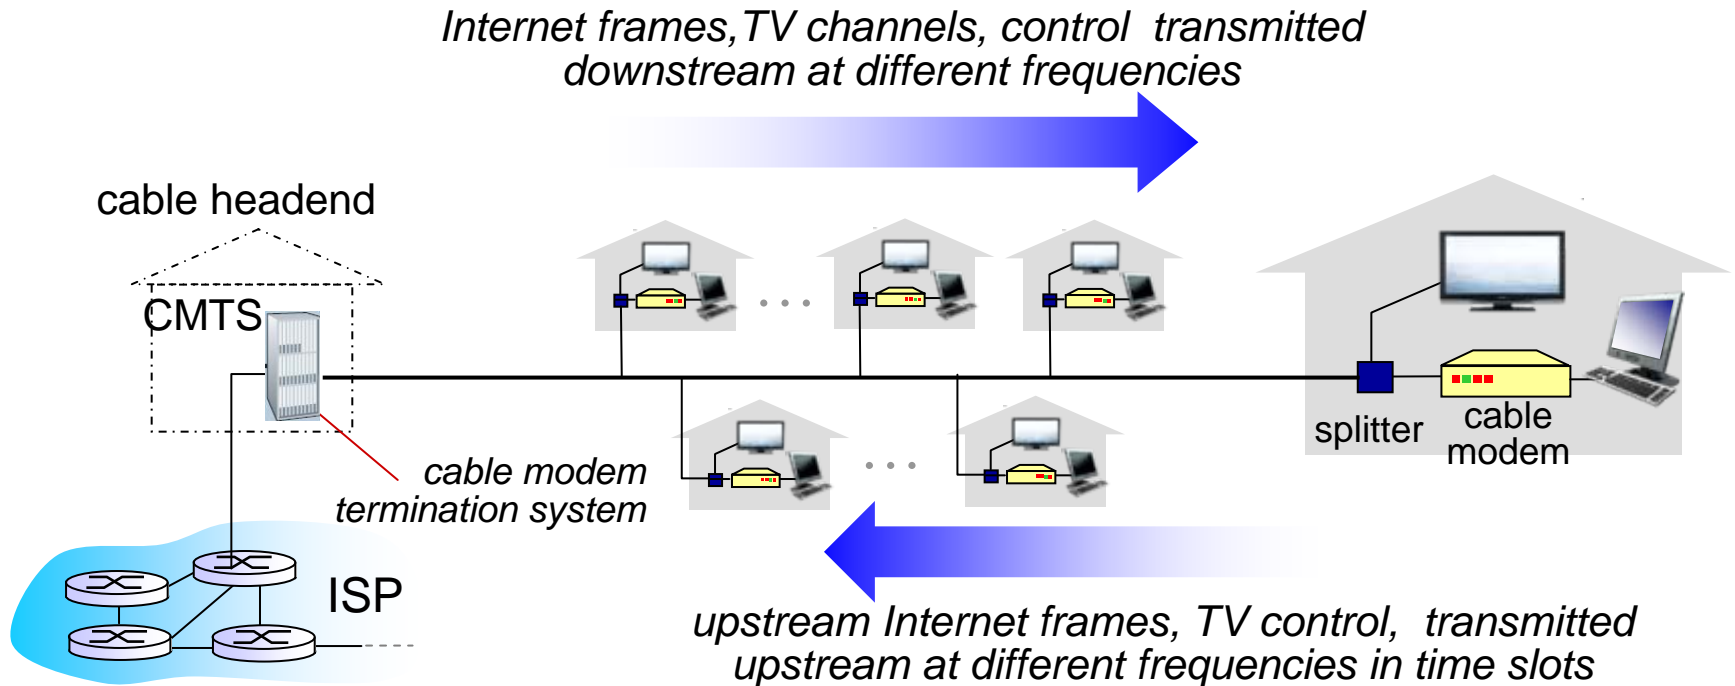 Internet frames,TV channels, control  transmitted
downstream at different frequencies
cable headend
CMTS
splitter
cable
modem
cable modem
termination system
ISP
upstream Internet frames, TV control,  transmitted
upstream at different frequencies in time slots